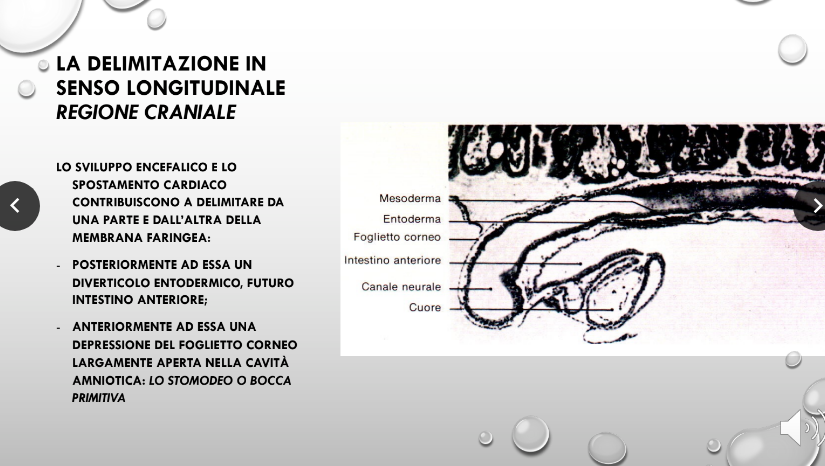 LA DELIMITAZIONE IN
SENSO LONGITUDINALE
REGIONE CRANIALE
LO SVILUPPO ENCEFALICO E LO
SPOSTAMENTO CARDIACO
CONTRIBUISCONO A DELIMITARE DA
UNA PARTE E DALL'ALTRA DELLA
MEMBRANA FARINGEA:
- POSTERIORMENTE AD ESSA UN
DIVERTICOLO ENTODERMICO, FUTURO
INTESTINO ANTERIORE;
- ANTERIORMENTE AD ESSA UNA
DEPRESSIONE DEL FOGLIETTO CORNEO
LARGAMENTE APERTA NELLA CAVITÀ
AMNIOTICA: LO STOMODEO O BOCCA
PRIMITIVA
Mesoderma
Entoderma
Foglietto corneo
Intestino anteriore
Canale neurale
Cuore